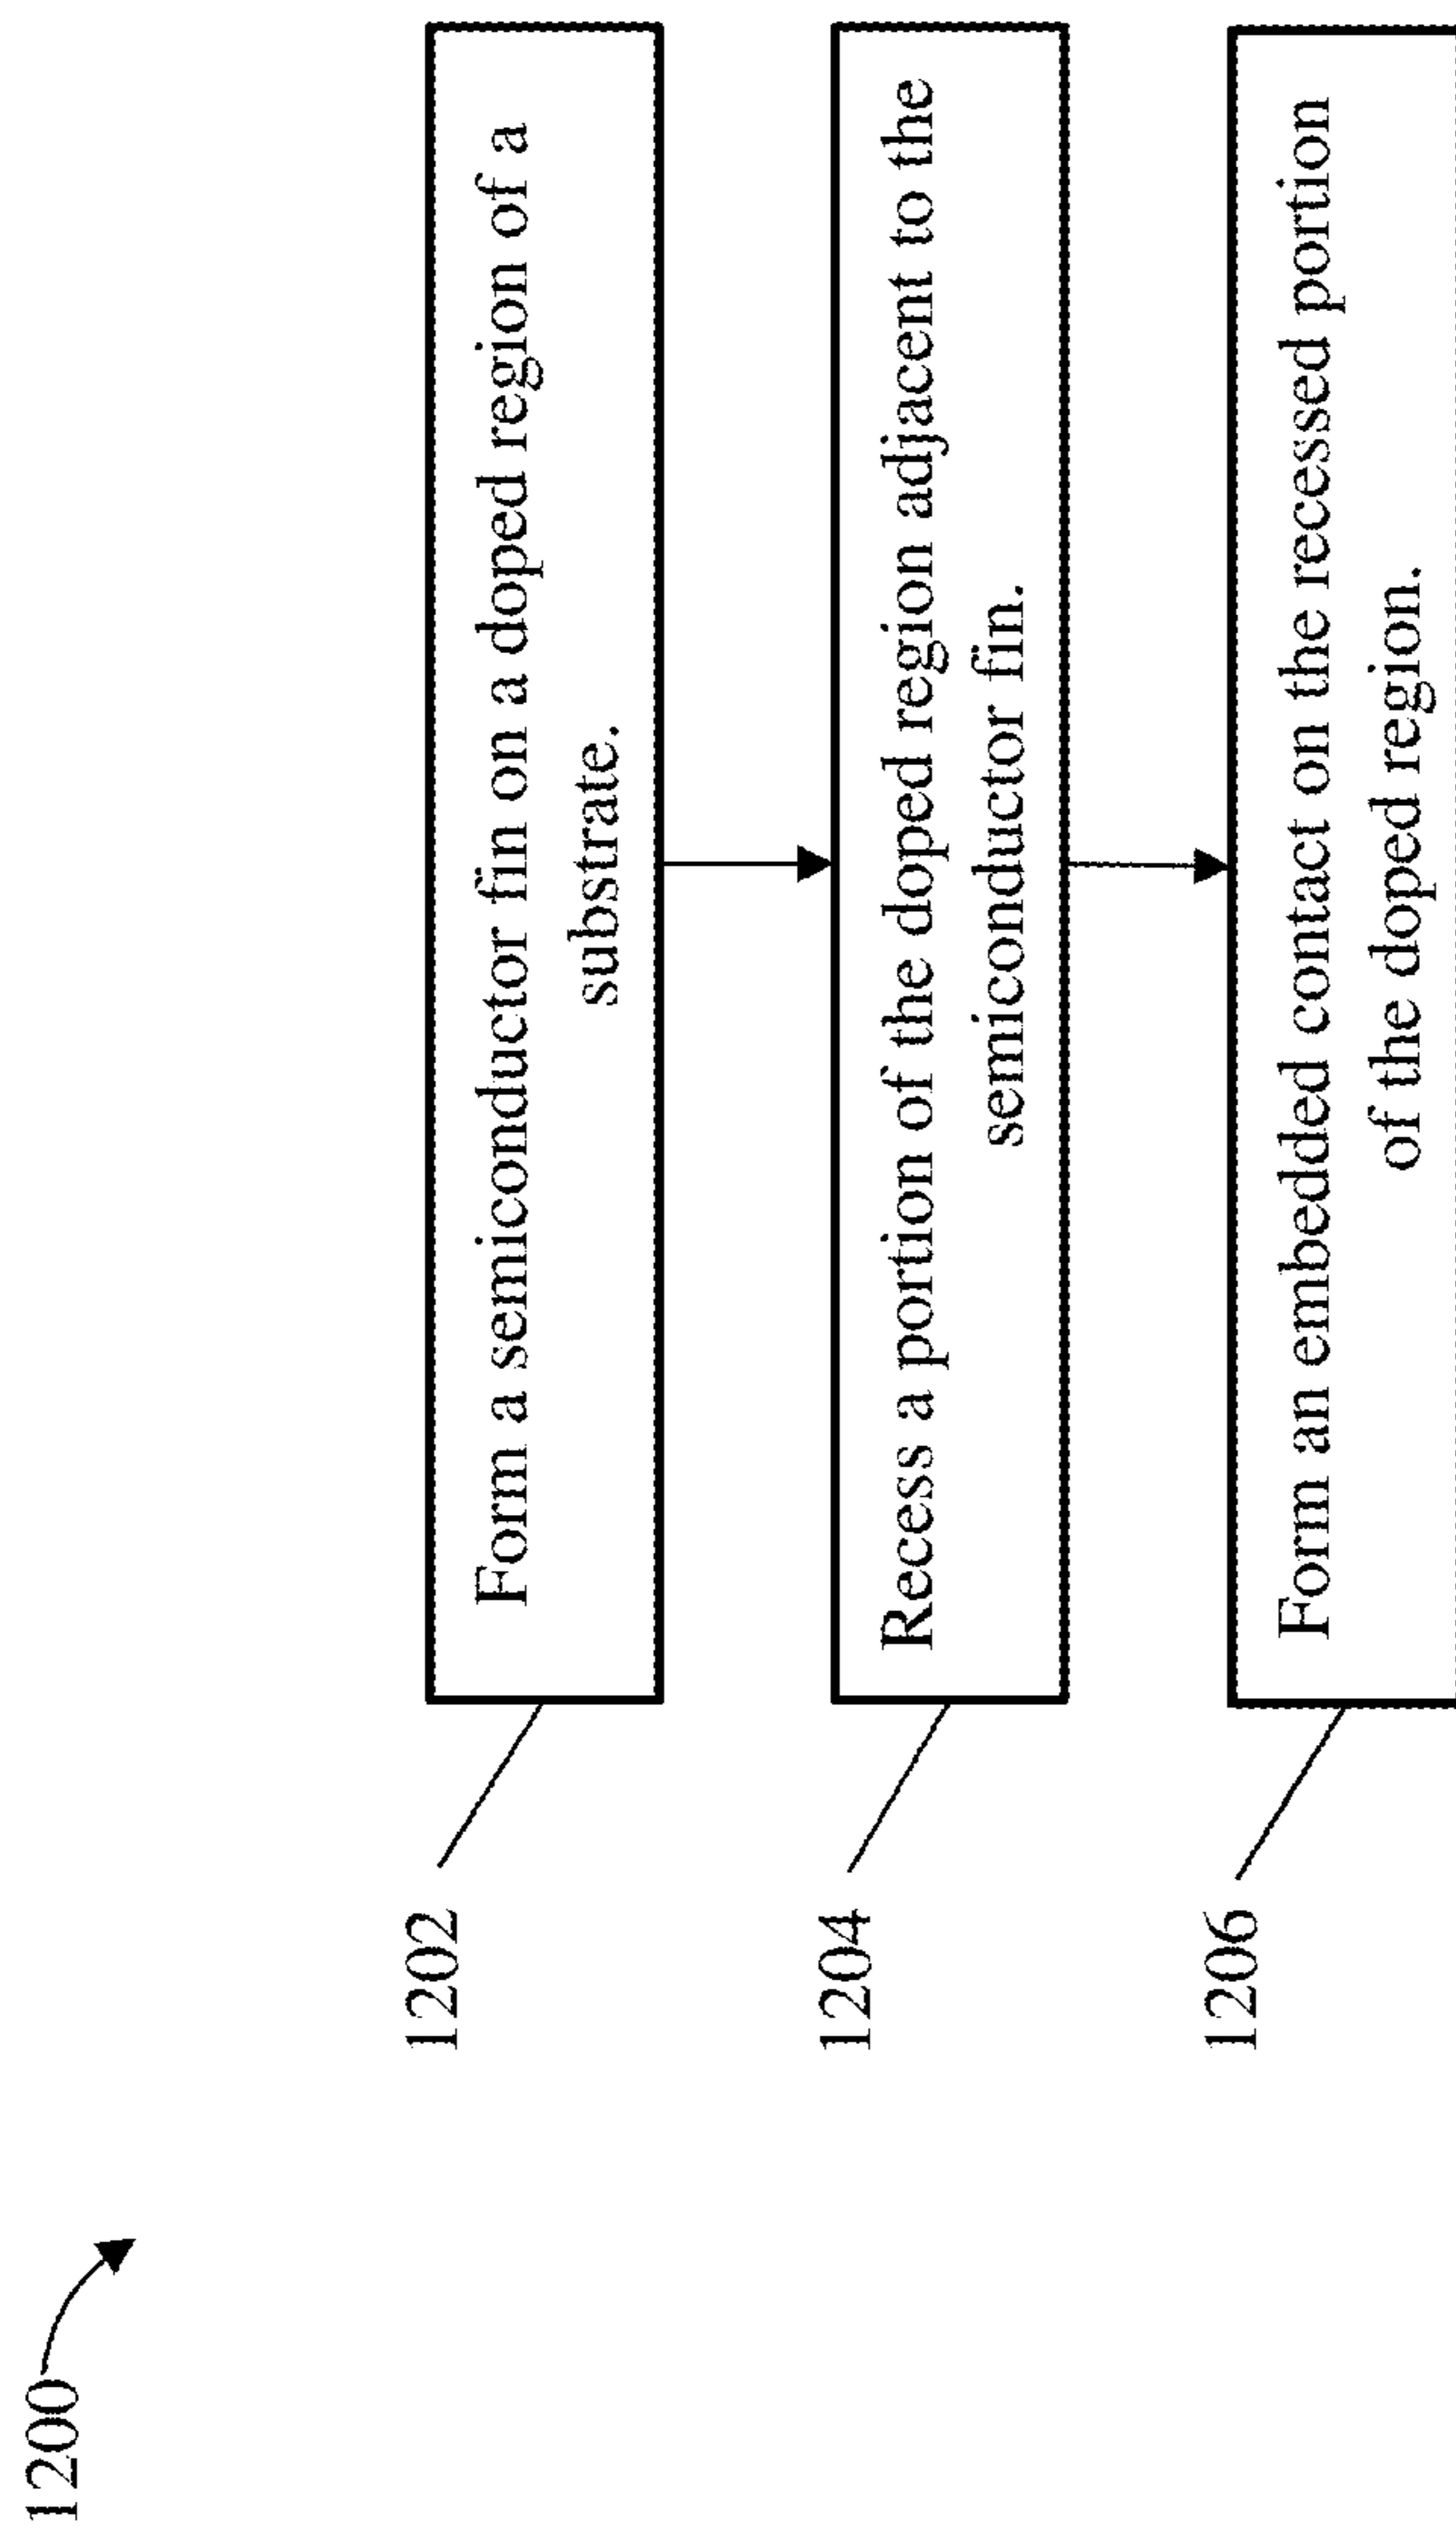 1200
1202
Form a semiconductor fin on a doped region of a
substrate.
1204
Recess a portion of the doped region adjacent to the
semiconductor fin.
1206
Form an embedded contact on the recessed portion
of the doped region.